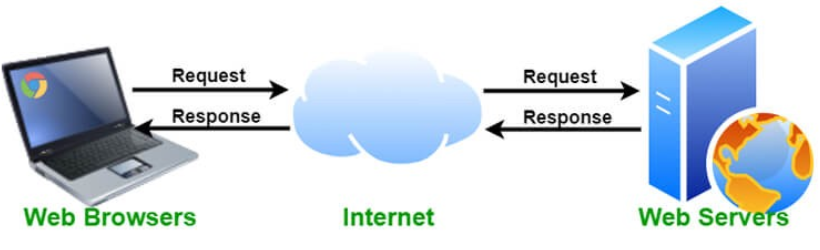 Request
Response
Request
Response
Web Browsers
Internet
Web Servers